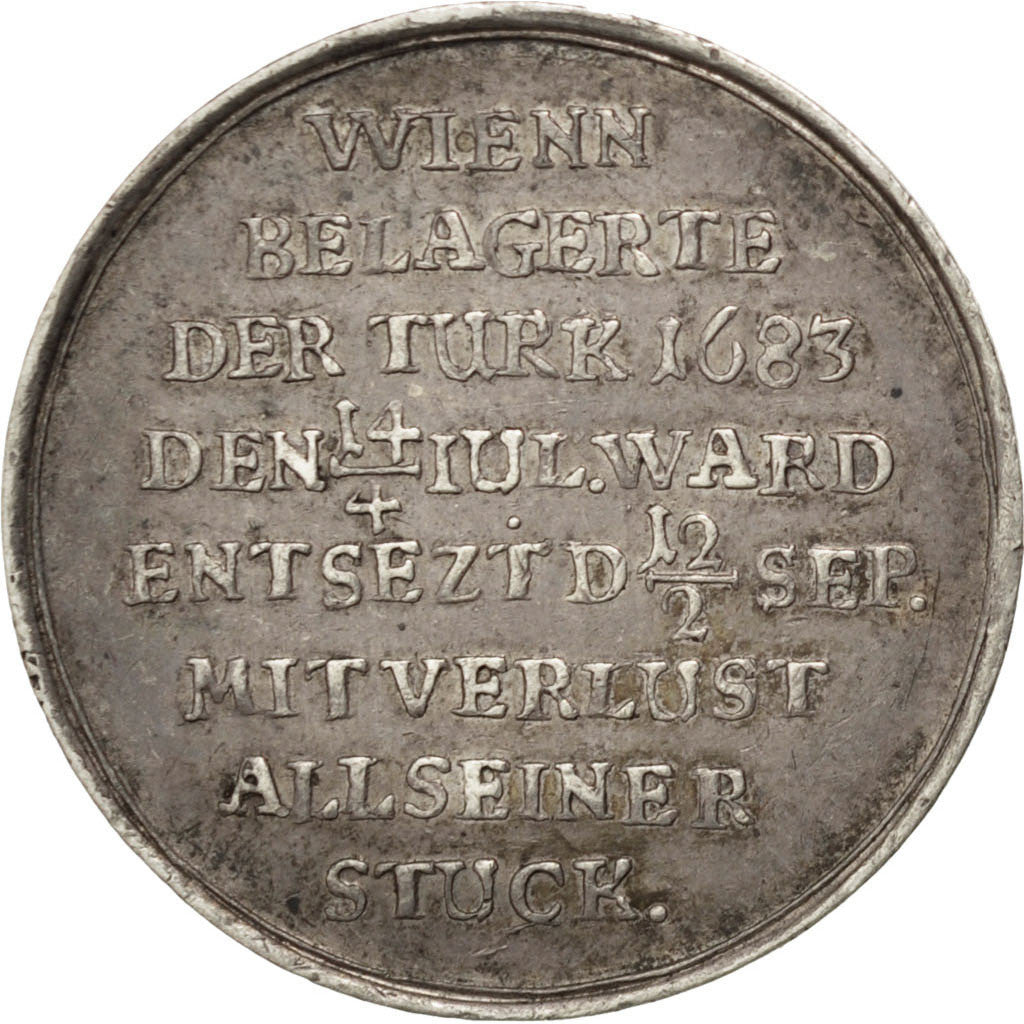 WIENN
BELAGERTE
DER TURK 1683
DEN 14/4 IUL. WARD
ENTSEZT D 12/2 SEP.
MIT VERLUST
ALL SEINER
STUCK.